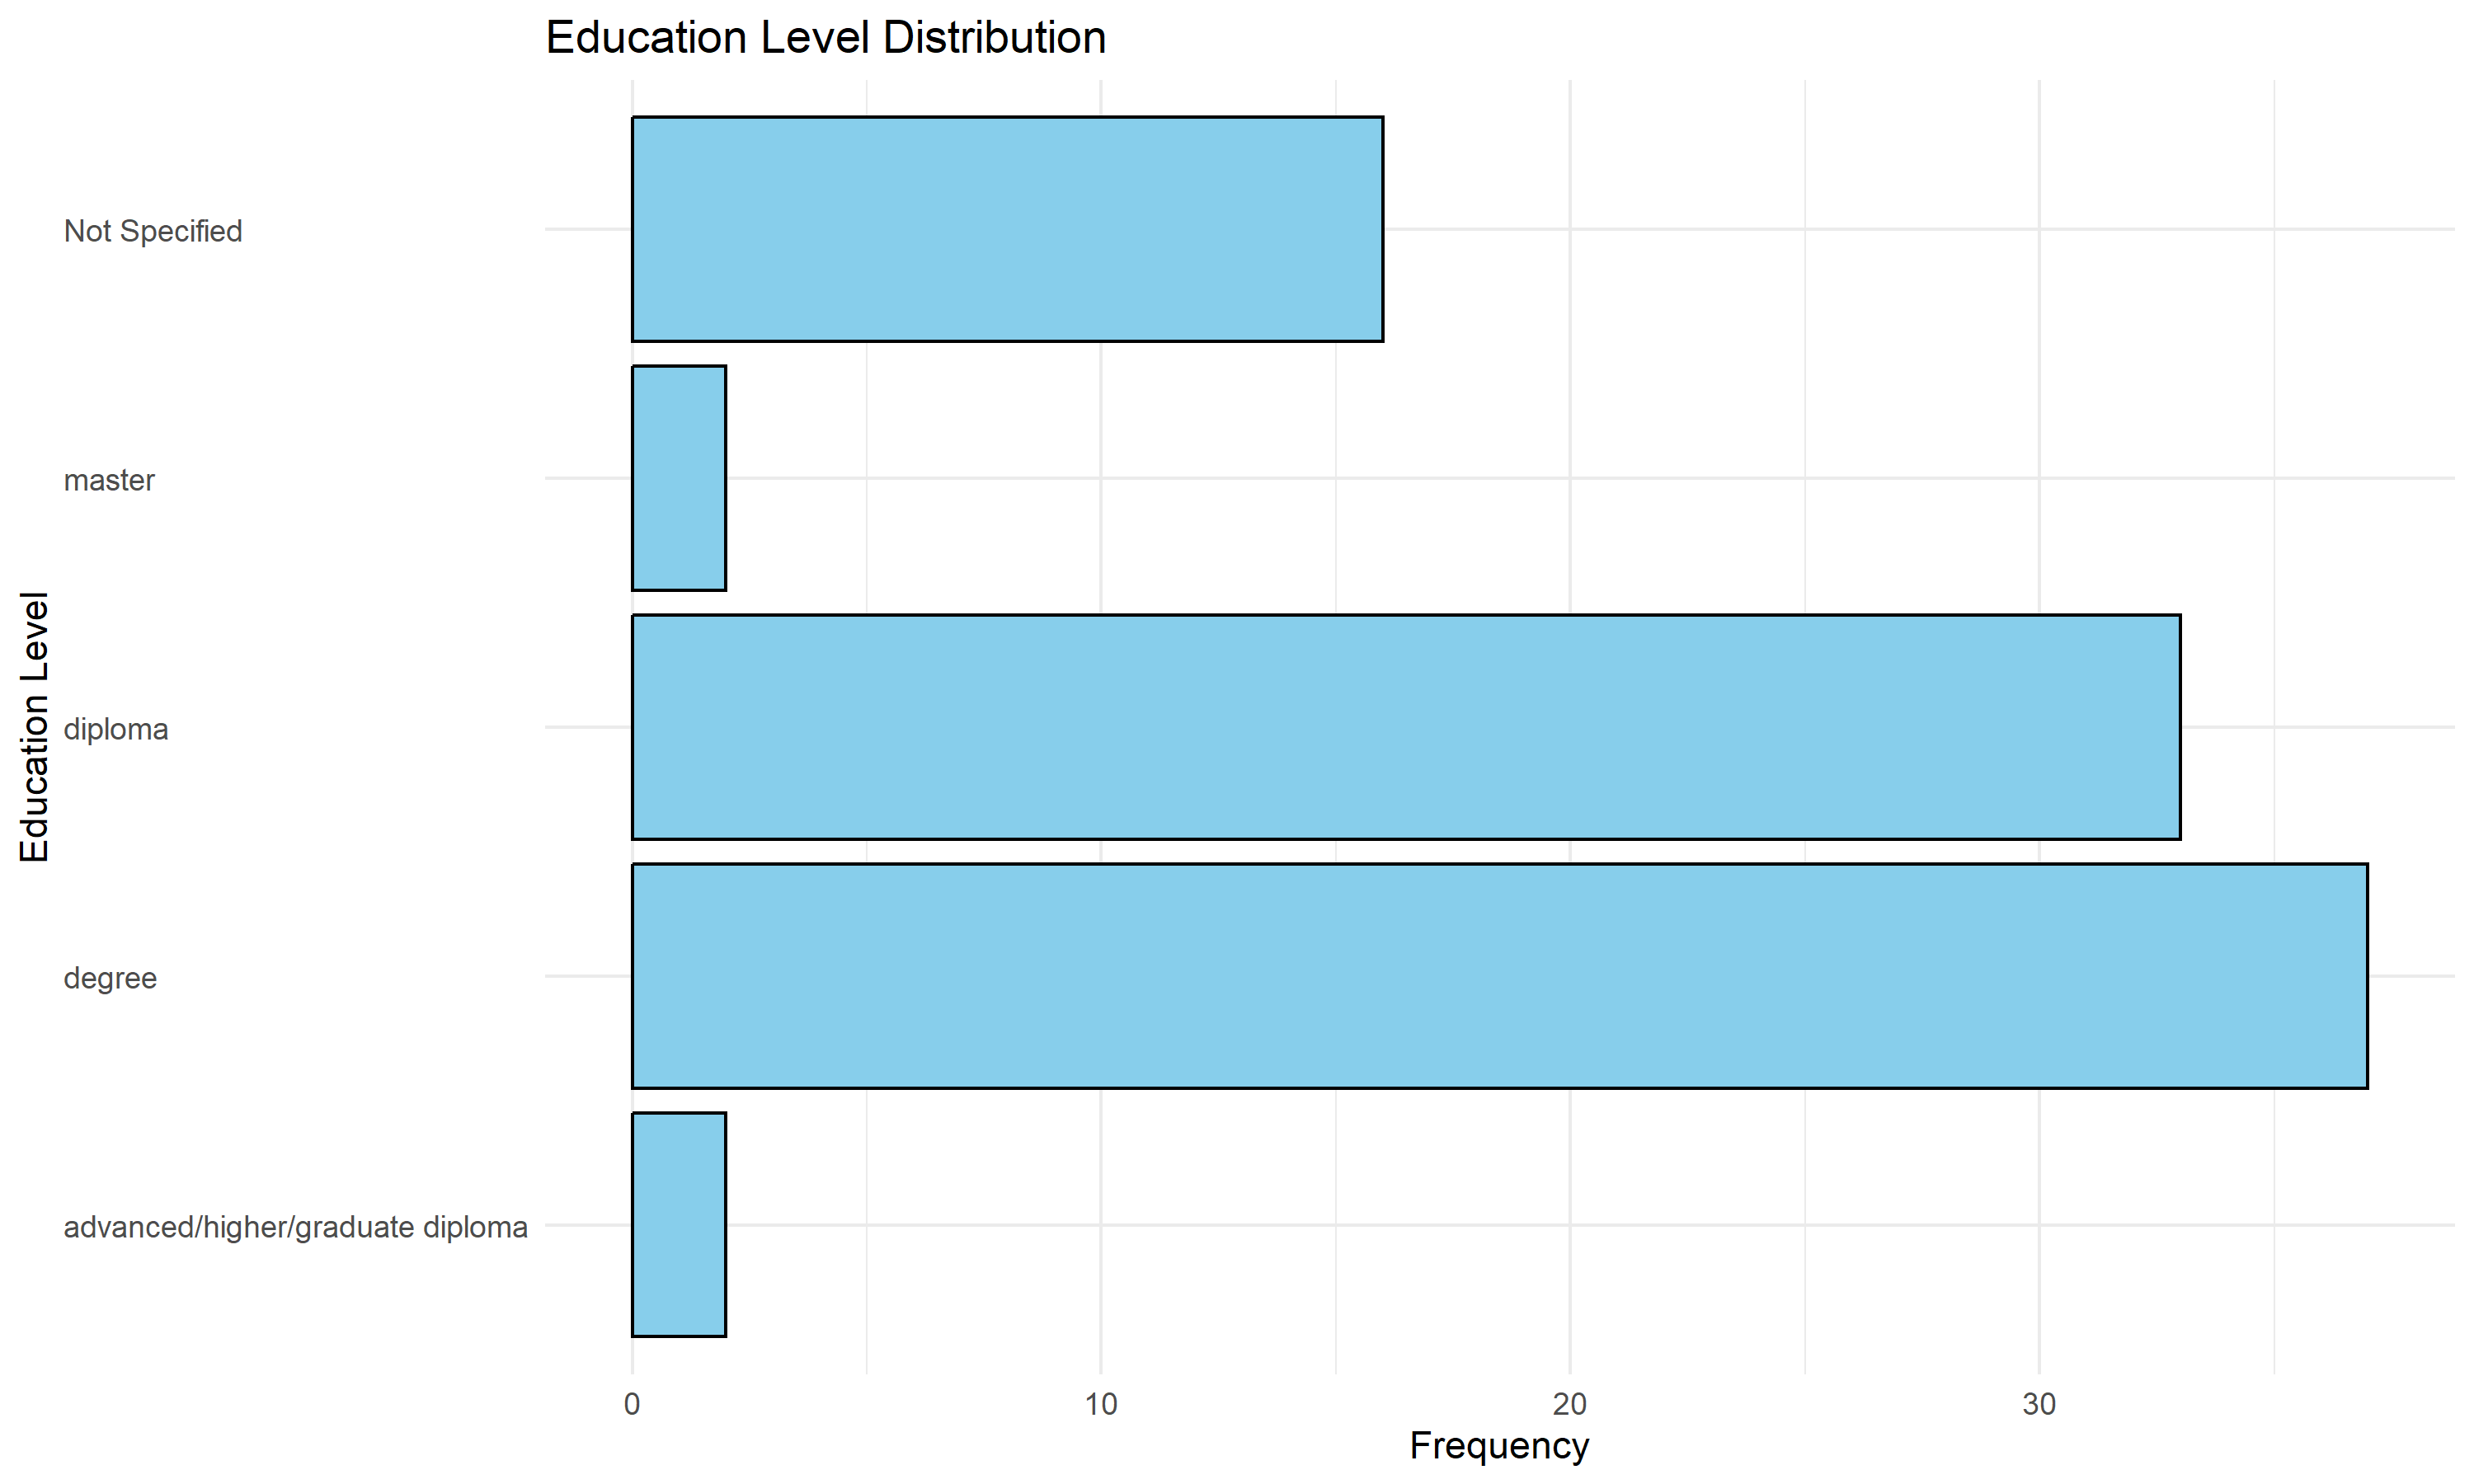 Education Level Distribution
Education Level
Not Specified
master
diploma
degree
advanced/higher/graduate diploma
0 10 20 30
Frequency